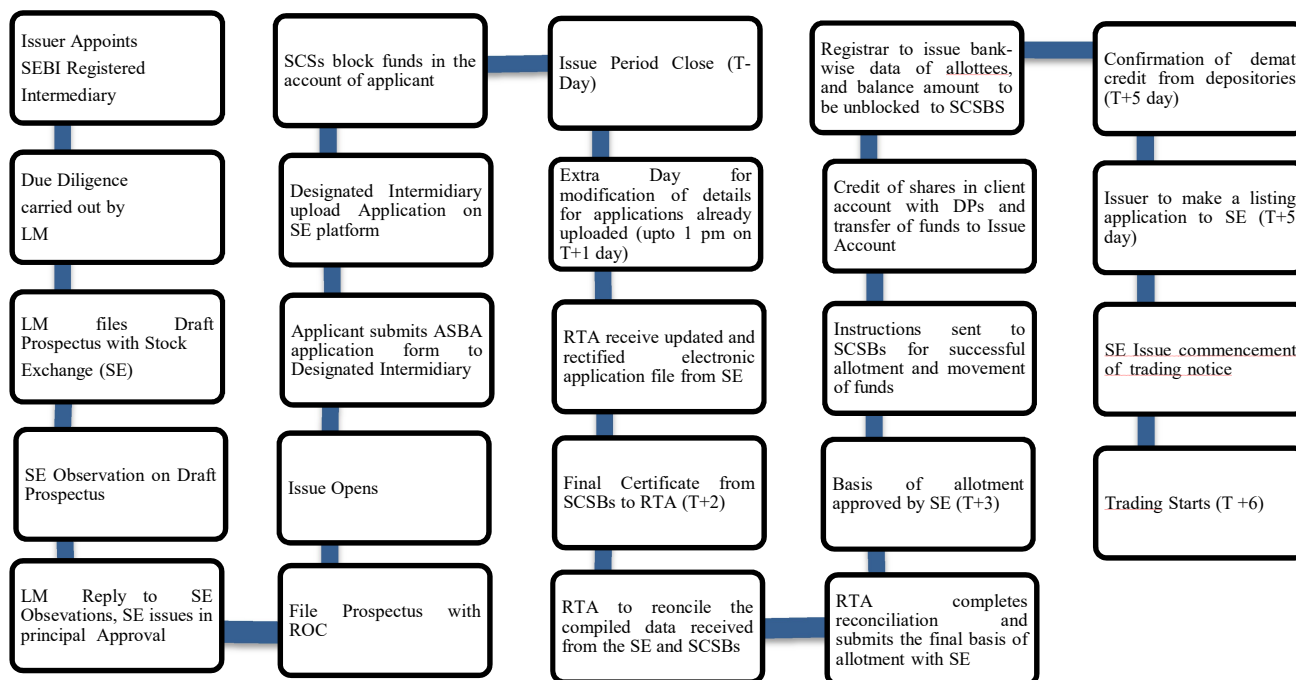 Issuer Appoints
SEBI Registered
Intermediary
Due Diligence
carried out by
LM
LM files Draft
Prospectus with Stock
Exchange (SE)
SE Observation on Draft
Prospectus
LM Reply to SE
Obsevations, SE issues in
principal Approval
File Prospectus with
ROC
Issue Opens
Applicant submits ASBA
application form to
Designated Intermidiary
Designated Intermidiary
upload Application on
SE platform
SCSs block funds in the
account of applicant
Issue Period Close (T-
Day)
Extra Day for
modification of details
for applications already
uploaded (upto 1 pm on
T+1 day)
RTA receive updated and
rectified electronic
application file from SE
Final Certificate from
SCSBs to RTA (T+2)
RTA to reoncile the
compiled data received
from the SE and SCSBs
RTA completes
reconciliation and
submits the final basis of
allotment with SE
Basis of allotment
approved by SE (T+3)
Instructions sent to
SCSBs for successful
allotment and movement
of funds
Credit of shares in client
account with DPs and
transfer of funds to Issue
Account
Registrar to issue bank-
wise data of allottees,
and balance amount to
be unblocked to SCSBS
Confirmation of demat
credit from depositories
(T+5 day)
Issuer to make a listing
application to SE (T+5
day)
SE Issue commencement
of trading notice
Trading Starts (T +6)